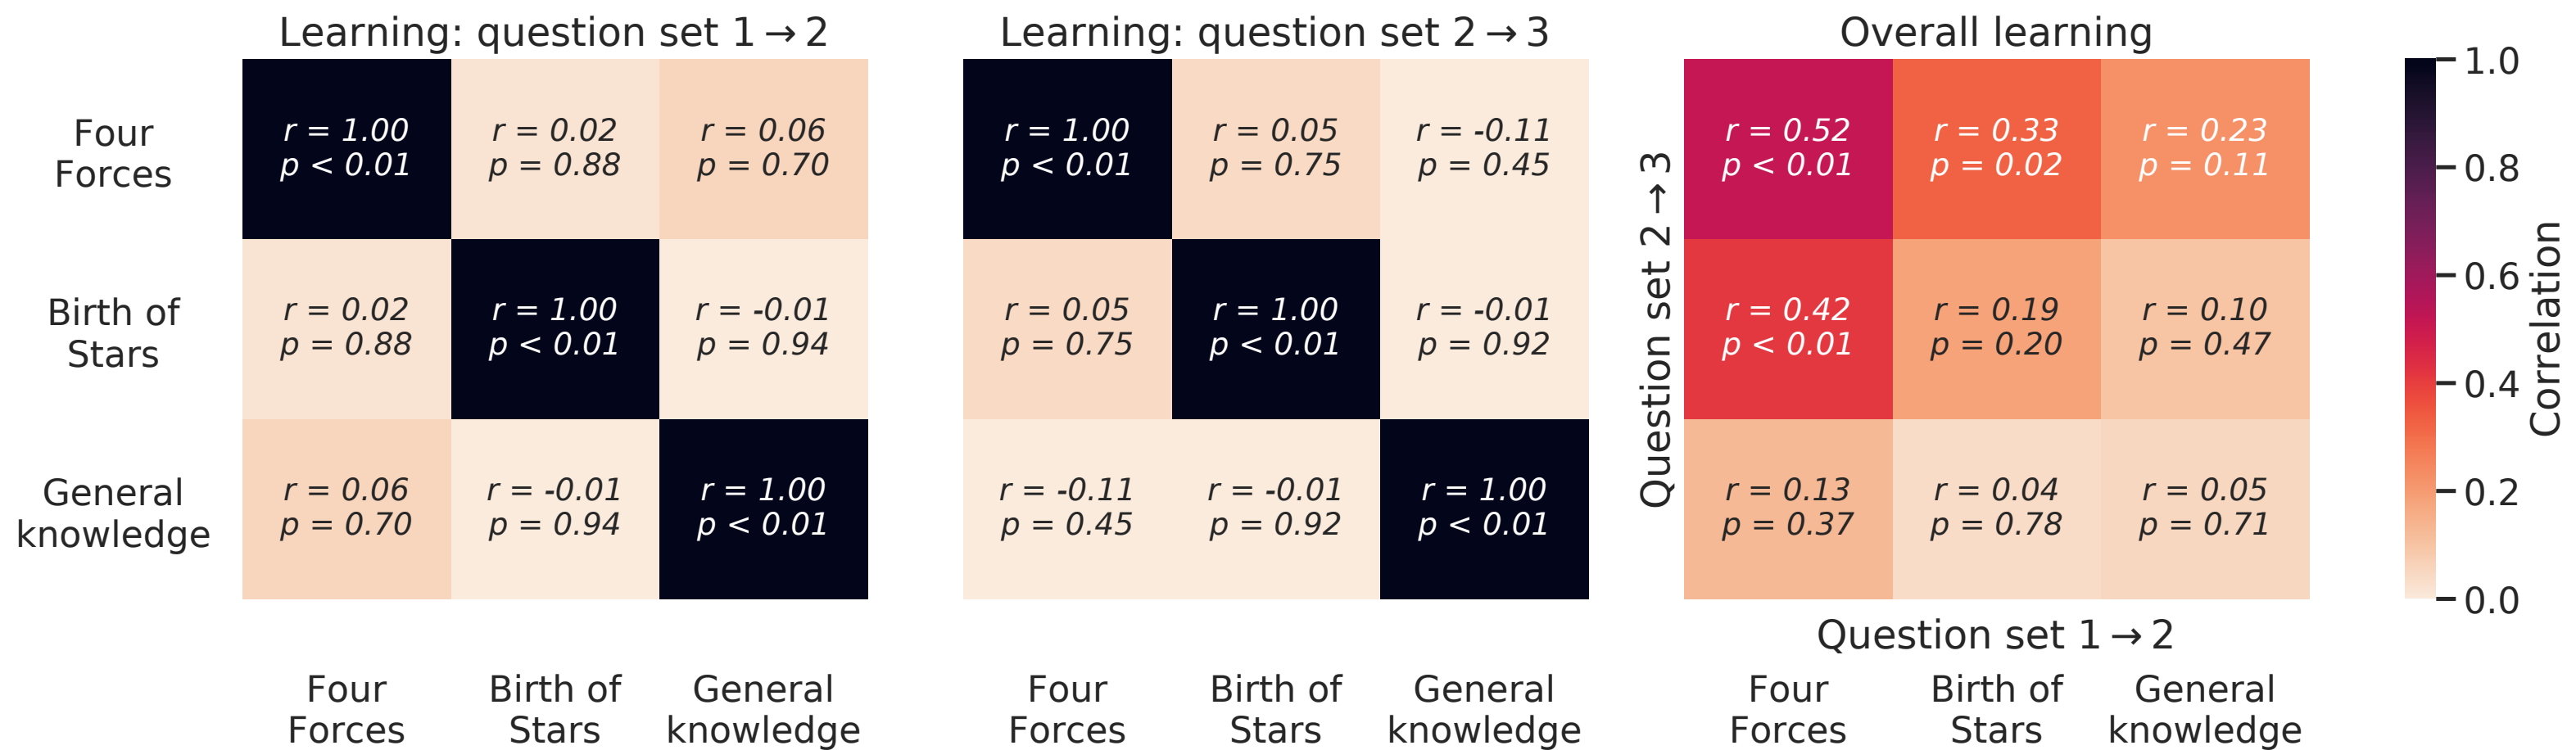 Learning: question set 1→2
Learning: question set 2→3
Overall learning
Four
Forces
r = 1.00
p < 0.01
r = 0.02
p = 0.88
r = 0.06
p = 0.70
r = 1.00
p < 0.01
r = 0.05
p = 0.75
r = -0.11
p = 0.45
r = 0.52
p < 0.01
r = 0.33
p = 0.02
r = 0.23
p = 0.11
Birth of
Stars
r = 0.02
p = 0.88
r = 1.00
p < 0.01
r = -0.01
p = 0.94
r = 0.05
p = 0.75
r = 1.00
p < 0.01
r = -0.01
p = 0.92
Question set 2→3
r = 0.42
p < 0.01
r = 0.19
p = 0.20
r = 0.10
p = 0.47
General
knowledge
r = 0.06
p = 0.70
r = -0.01
p = 0.94
r = 1.00
p < 0.01
r = -0.11
p = 0.45
r = -0.01
p = 0.92
r = 1.00
p < 0.01
r = 0.13
p = 0.37
r = 0.04
p = 0.78
r = 0.05
p = 0.71
1.0
0.8
0.6
0.4
0.2
0.0
Correlation
Question set 1→2
Four
Forces
Birth of
Stars
General
knowledge
Four
Forces
Birth of
Stars
General
knowledge
Four
Forces
Birth of
Stars
General
knowledge